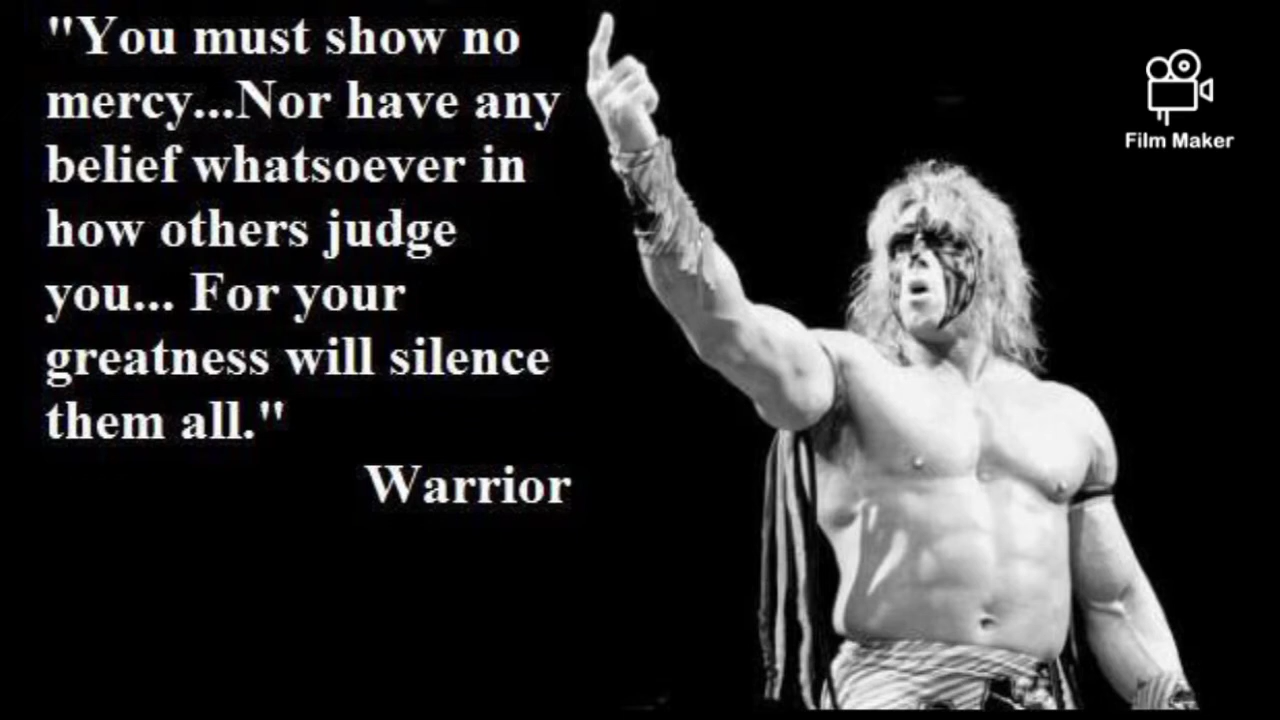 "You must show no
mercy...Nor have any
belief whatsoever in
how others judge
you... For your
greatness will silence
them all."
Warrior
Film Maker